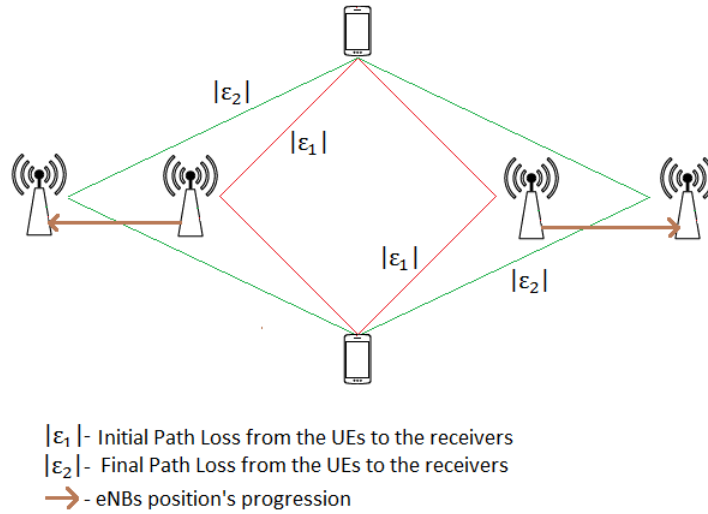 |ε₂|
|ε₁|
|ε₁|
|ε₂|
|ε₁|- Initial Path Loss from the UEs to the receivers
|ε₂|- Final Path Loss from the UEs to the receivers
- eNBs position's progression